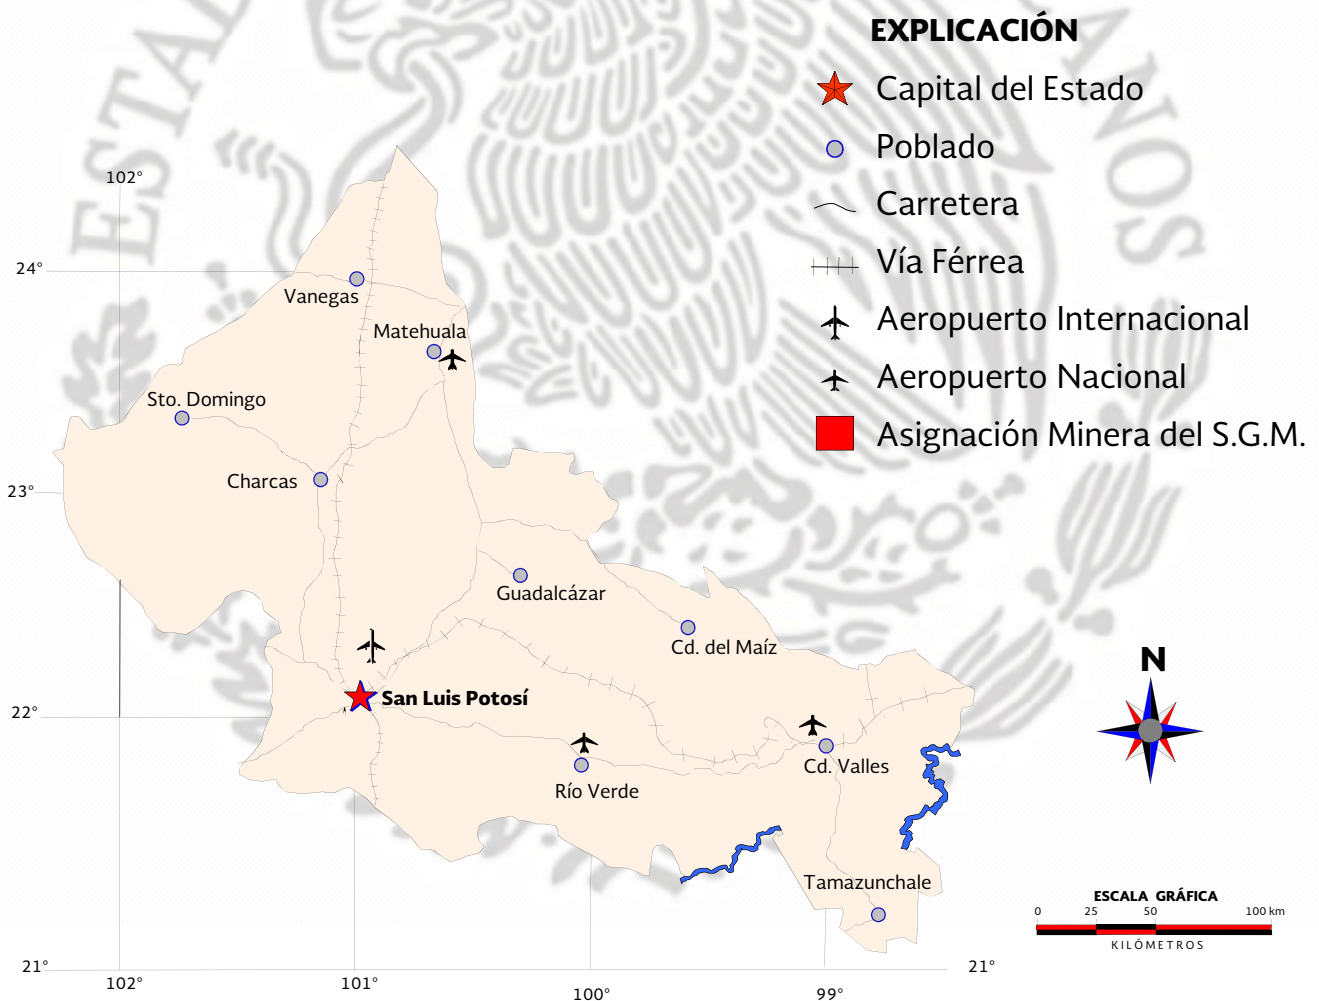 ESTA
ANOS
EXPLICACIÓN
Capital del Estado
Poblado
Carretera
Vía Férrea
Aeropuerto Internacional
Aeropuerto Nacional
Asignación Minera del S.G.M.
102°
24°
Vanegas
Matehuala
Sto. Domingo
Charcas
23°
Guadalcázar
Cd. del Maíz
San Luis Potosí
22°
Río Verde
Cd. Valles
Tamazunchale
N
ESCALA GRÁFICA
0 25 50 100 km
KILÓMETROS
21°
21°
102°
101°
100°
99°